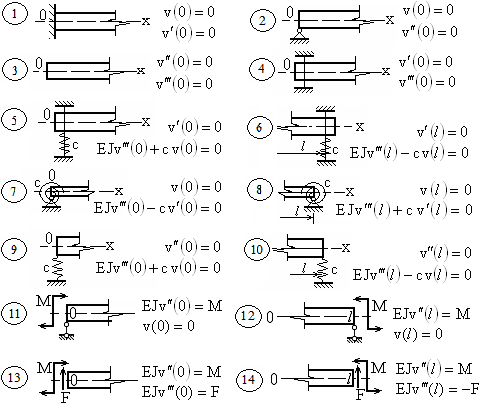 1 0 x v(0) = 0
v'(0) = 0
2 0 x v(0) = 0
v''(0) = 0
3 0 x v''(0) = 0
v'''(0) = 0
4 0 x v'(0) = 0
v'''(0) = 0
5 0 x v'(0) = 0
c EJv'''(0) + c v(0) = 0
6 x v'(l) = 0
l c EJv'''(l) − cv(l) = 0
7 0 c x v(0) = 0
EJv''(0) − c v'(0) = 0
8 c x v(l) = 0
l EJv''(l) + c v'(l) = 0
9 0 x v''(0) = 0
c EJv'''(0) + c v(0) = 0
10 x v''(l) = 0
l c EJv'''(l) − cv(l) = 0
11 M 0 x EJv''(0) = M
v(0) = 0
12 0 l M x EJv''(l) = M
v(l) = 0
13 M 0 F x EJv''(0) = M
EJv'''(0) = F
14 0 l M F x EJv''(l) = M
EJv'''(l) = −F